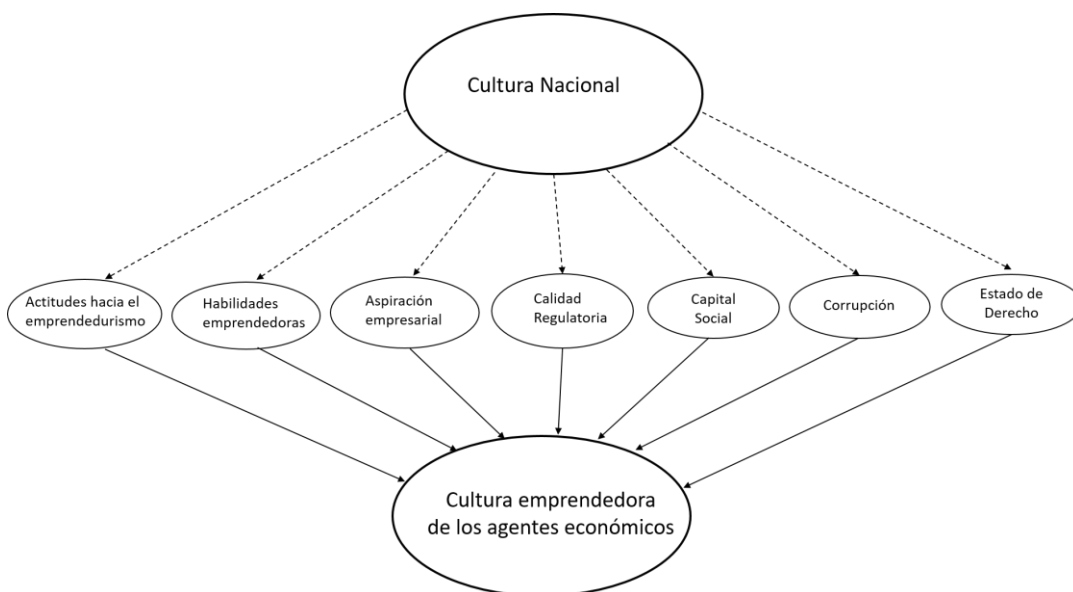 Cultura Nacional
Actitudes hacia el
emprendedurismo
Habilidades
emprendedoras
Aspiración
empresarial
Calidad
Regulatoria
Capital
Social
Corrupción
Estado de
Derecho
Cultura emprendedora
de los agentes económicos